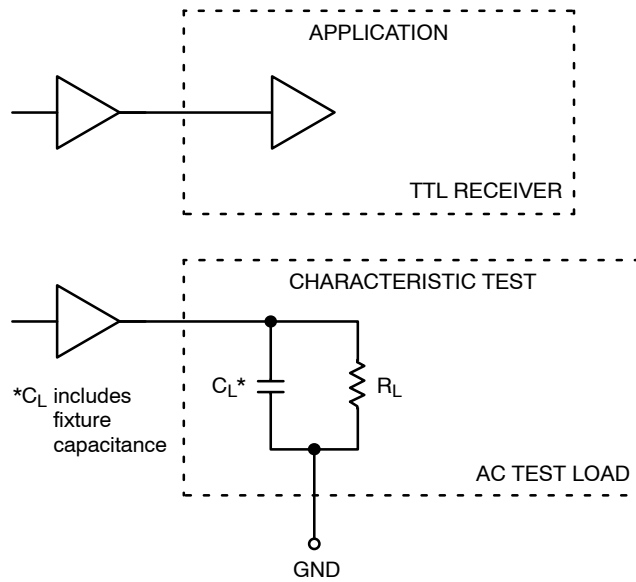 APPLICATION
TTL RECEIVER
CHARACTERISTIC TEST
*CL includes
fixture
capacitance
CL*
RL
AC TEST LOAD
GND